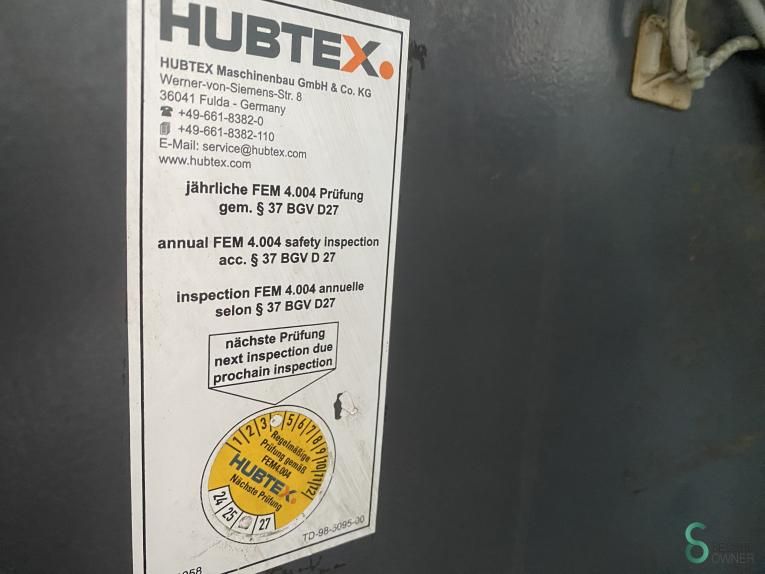 HUBTEX
HUBTEX Maschinenbau GmbH & Co. KG
Werner-von-Siemens-Str. 8
36041 Fulda - Germany
☎ +49-661-8382-0
+49-661-8382-110
E-Mail: service@hubtex.com
www.hubtex.com
jährliche FEM 4.004 Prüfung
gem. § 37 BGV D27
annual FEM 4.004 safety inspection
acc. § 37 BGV D 27
inspection FEM 4.004 annuelle
selon § 37 BGV D27
nächste Prüfung
next inspection due
prochain inspection
1 2 3 5 6 7 8 9 10 11 12
Regelmäßige
Prüfung gemäß
FEM4.004
HUBTEX
Nächste Prüfung
24 25 27
TD-98-3095-00
OWNER